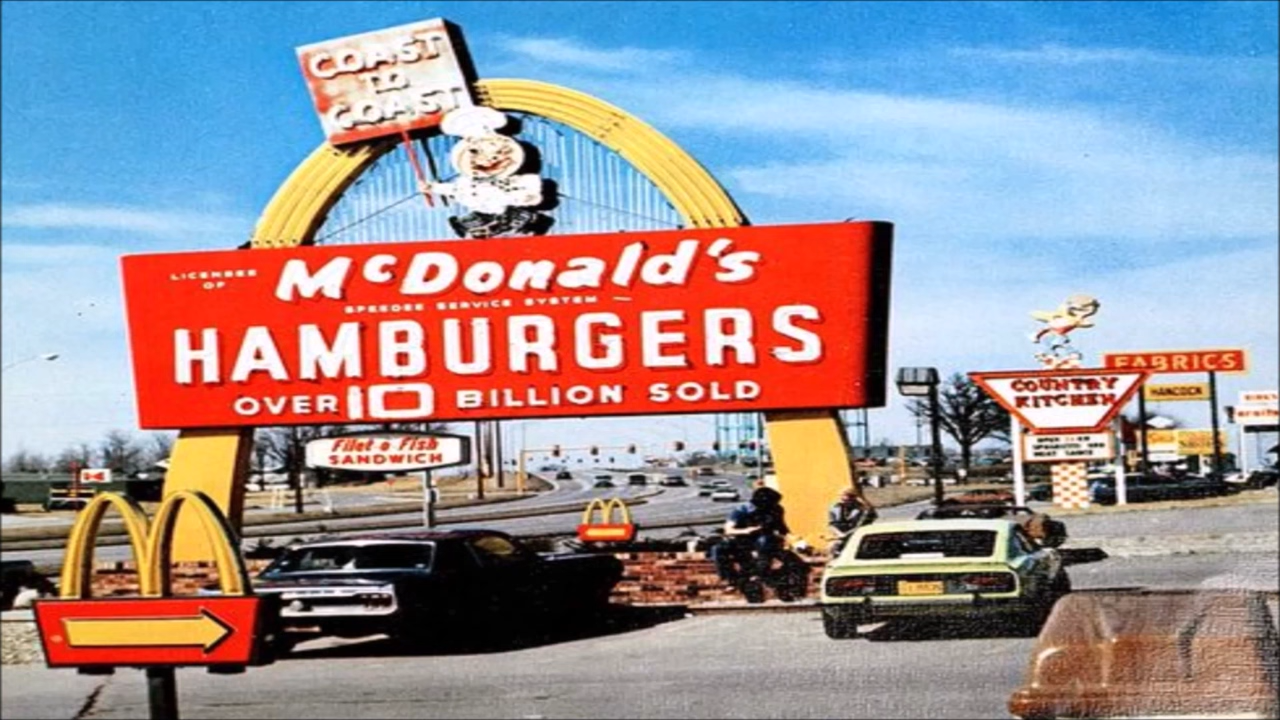 COAST
TO
COAST
LICENSEE
OF
McDonald's
SPEEDEE SERVICE SYSTEM
HAMBURGERS
OVER 10 BILLION SOLD
Filet o Fish
SANDWICH
COUNTRY
KITCHEN
FABRICS
HANCOCK